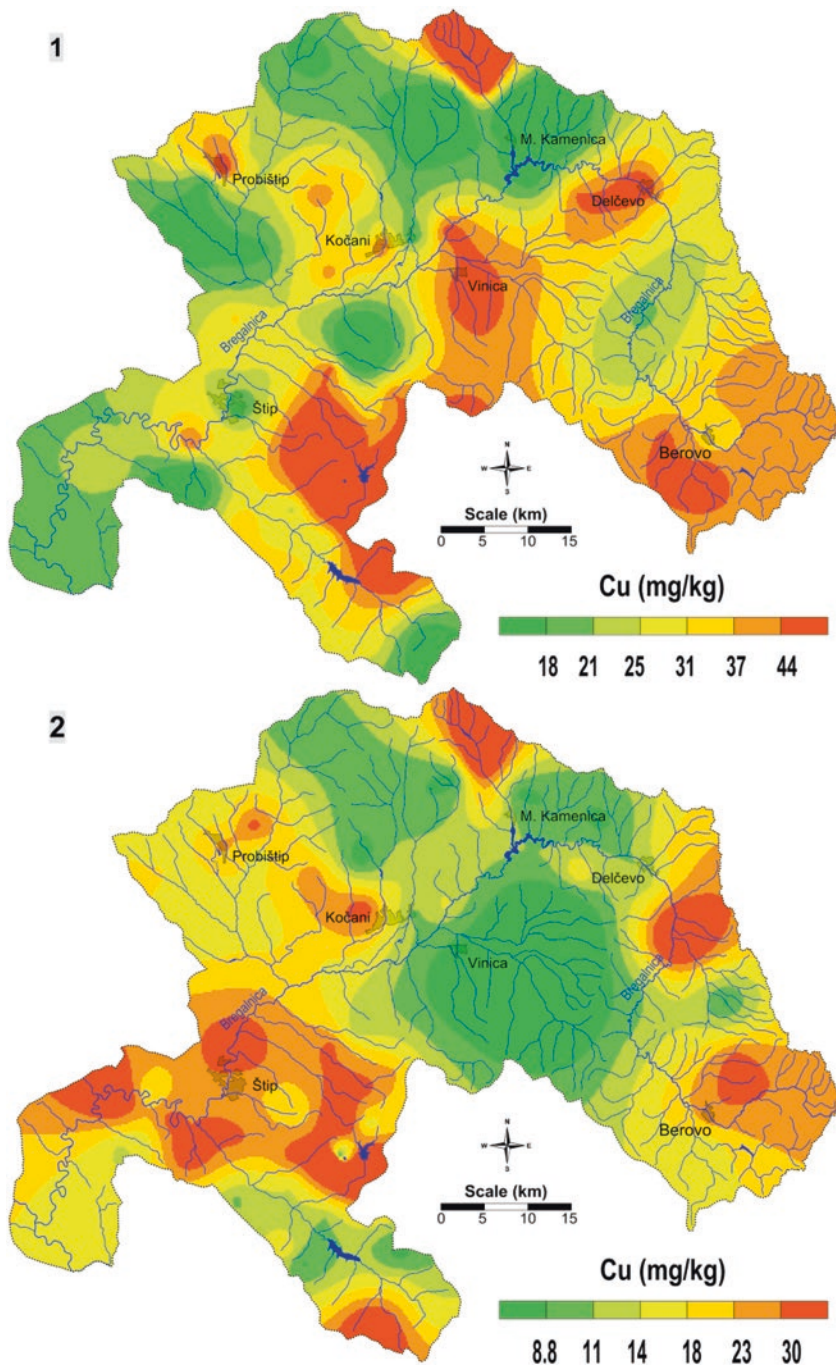 1
M. Kamenica
Probištip
Delčevo
Kočani
Vinica
Bregalnica
Bregalnica
Štip
Berovo
N
W E
S
Scale (km)
0 5 10 15
Cu (mg/kg)
18 21 25 31 37 44
2
M. Kamenica
Probištip
Delčevo
Kočani
Vinica
Bregalnica
Bregalnica
Štip
Berovo
N
W E
S
Scale (km)
0 5 10 15
Cu (mg/kg)
8.8 11 14 18 23 30